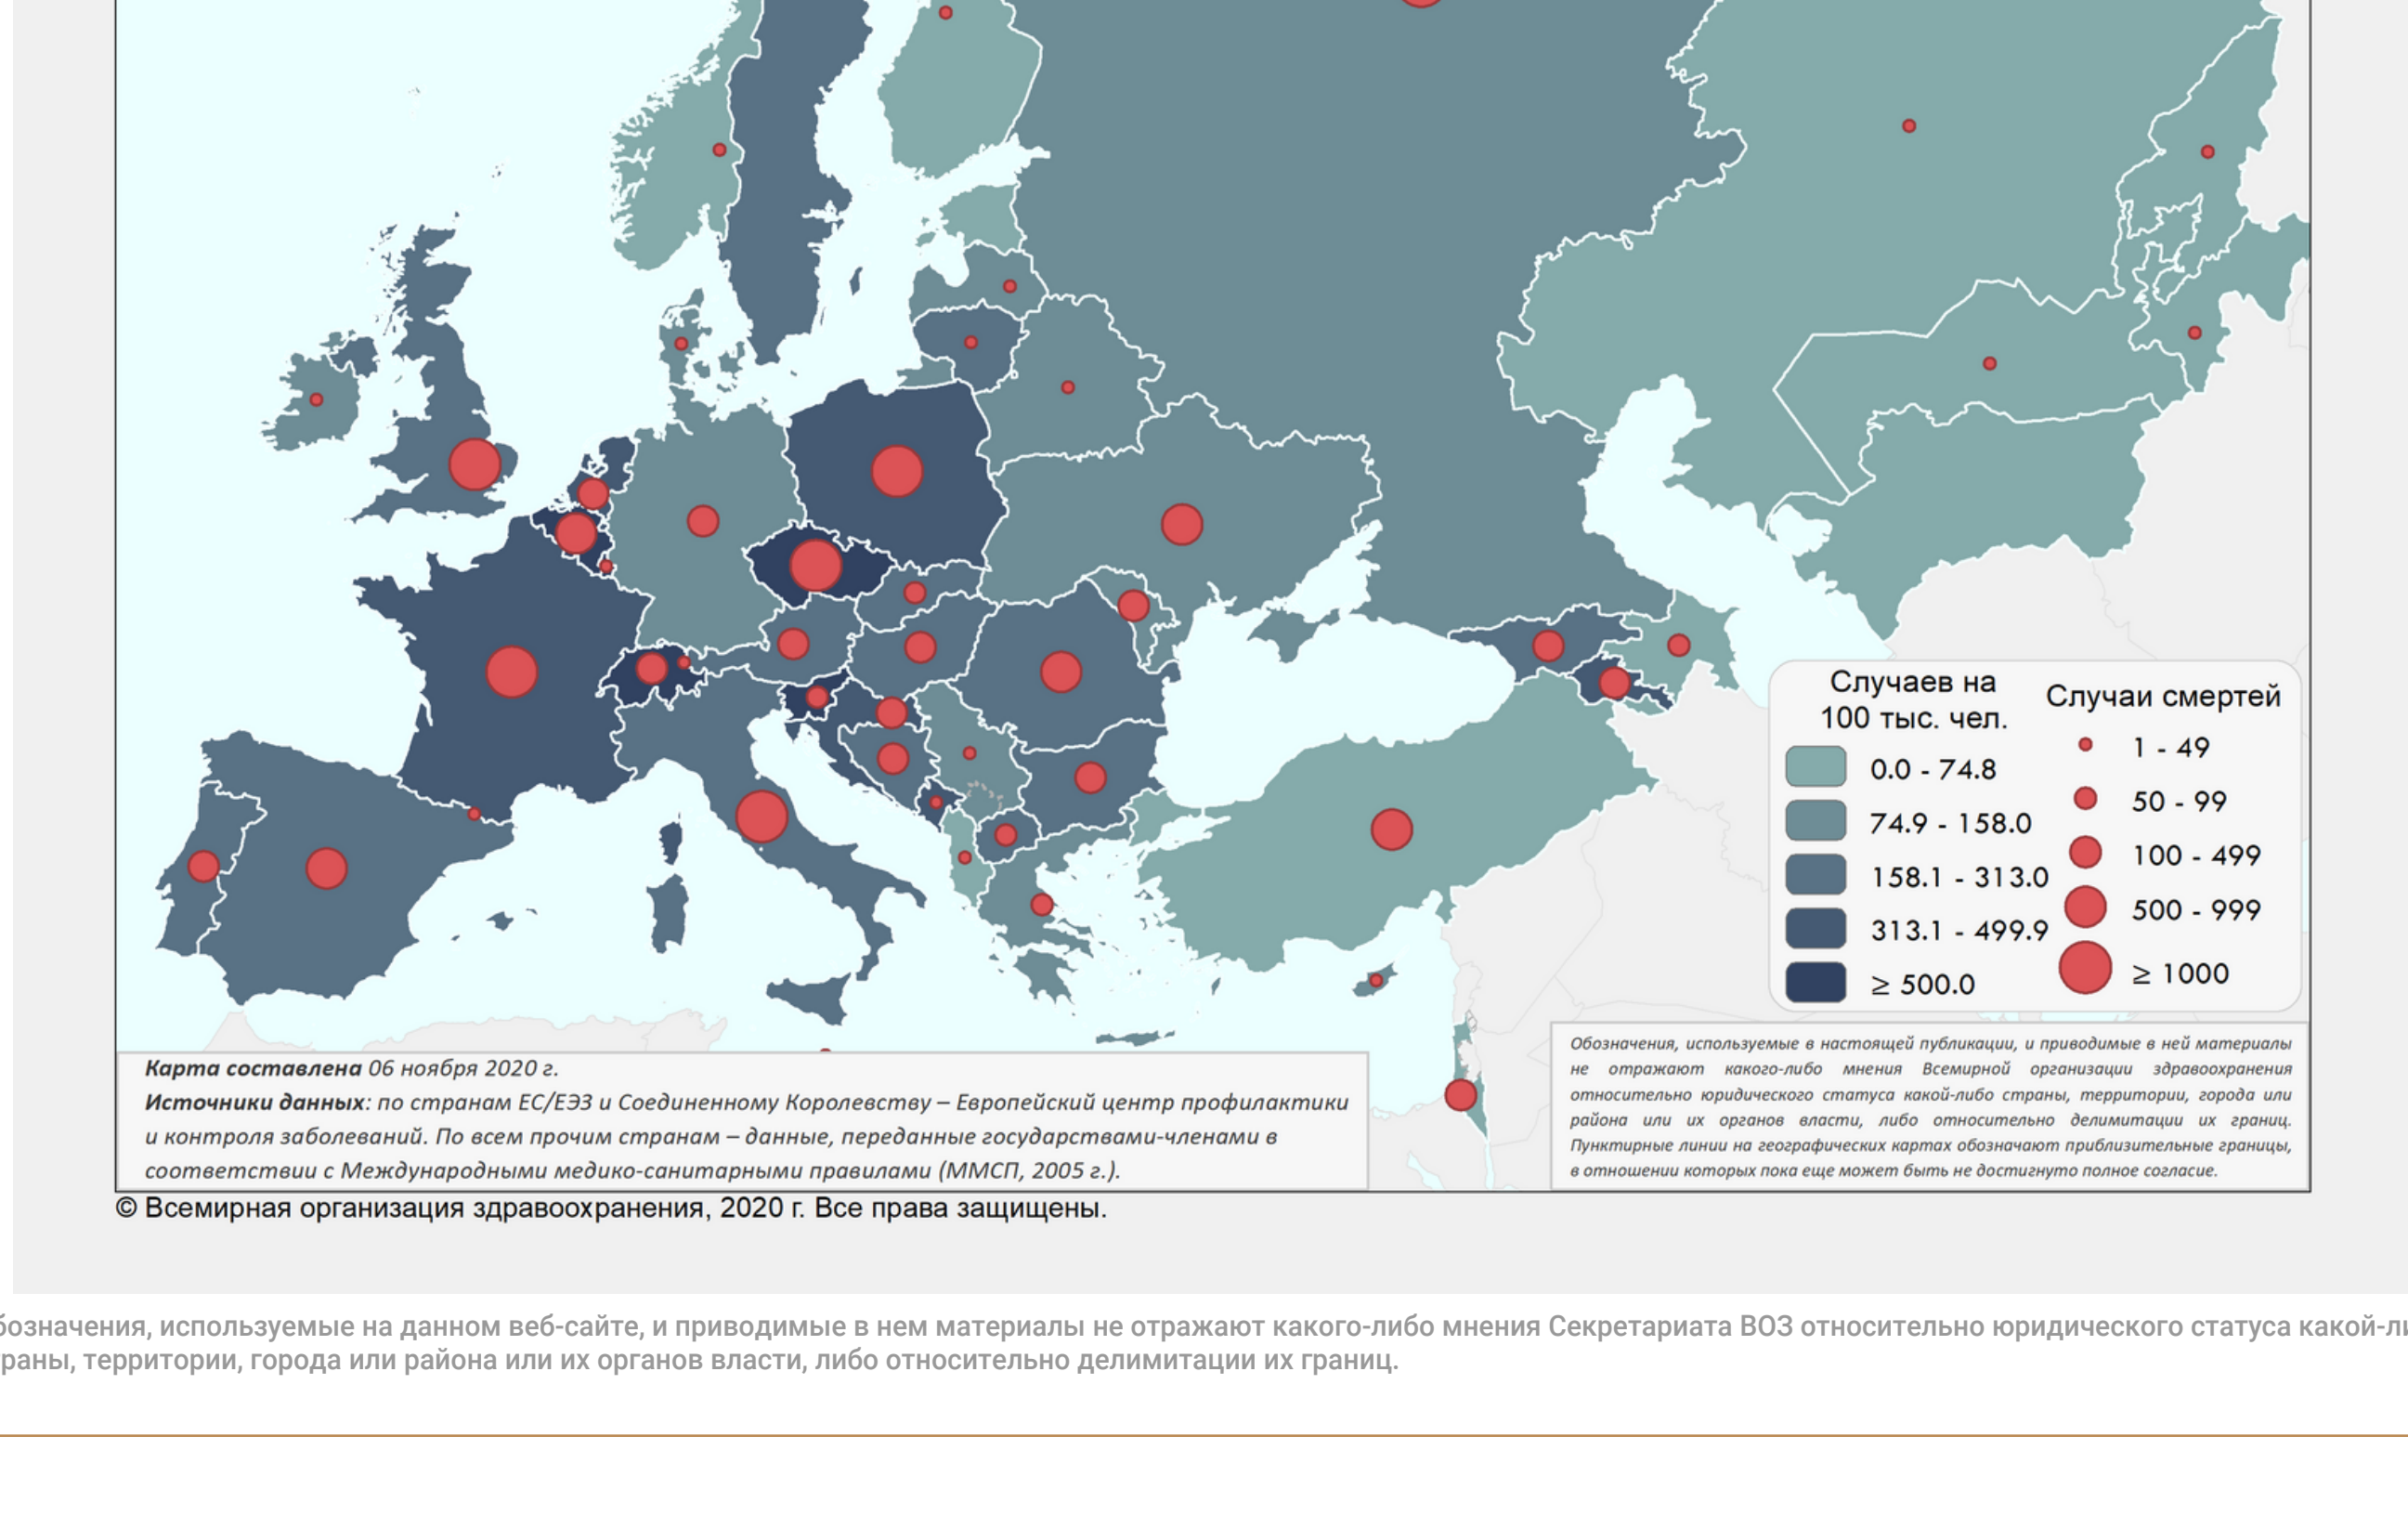 Случаев на
100 тыс. чел.
0.0 - 74.8
74.9 - 158.0
158.1 - 313.0
313.1 - 499.9
≥ 500.0
Случаи смертей
1 - 49
50 - 99
100 - 499
500 - 999
≥ 1000
Карта составлена 06 ноября 2020 г.
Источники данных: по странам ЕС/ЕЭЗ и Соединенному Королевству – Европейский центр профилактики
и контроля заболеваний. По всем прочим странам – данные, переданные государствами-членами в
соответствии с Международными медико-санитарными правилами (ММСП, 2005 г.).
Обозначения, используемые в настоящей публикации, и приводимые в ней материалы
не отражают какого-либо мнения Всемирной организации здравоохранения
относительно юридического статуса какой-либо страны, территории, города или
района или их органов власти, либо относительно делимитации их границ.
Пунктирные линии на географических картах обозначают приблизительные границы,
в отношении которых пока еще может быть не достигнуто полное согласие.
© Всемирная организация здравоохранения, 2020 г. Все права защищены.
бозначения, используемые на данном веб-сайте, и приводимые в нем материалы не отражают какого-либо мнения Секретариата ВОЗ относительно юридического статуса какой-ли
раны, территории, города или района или их органов власти, либо относительно делимитации их границ.